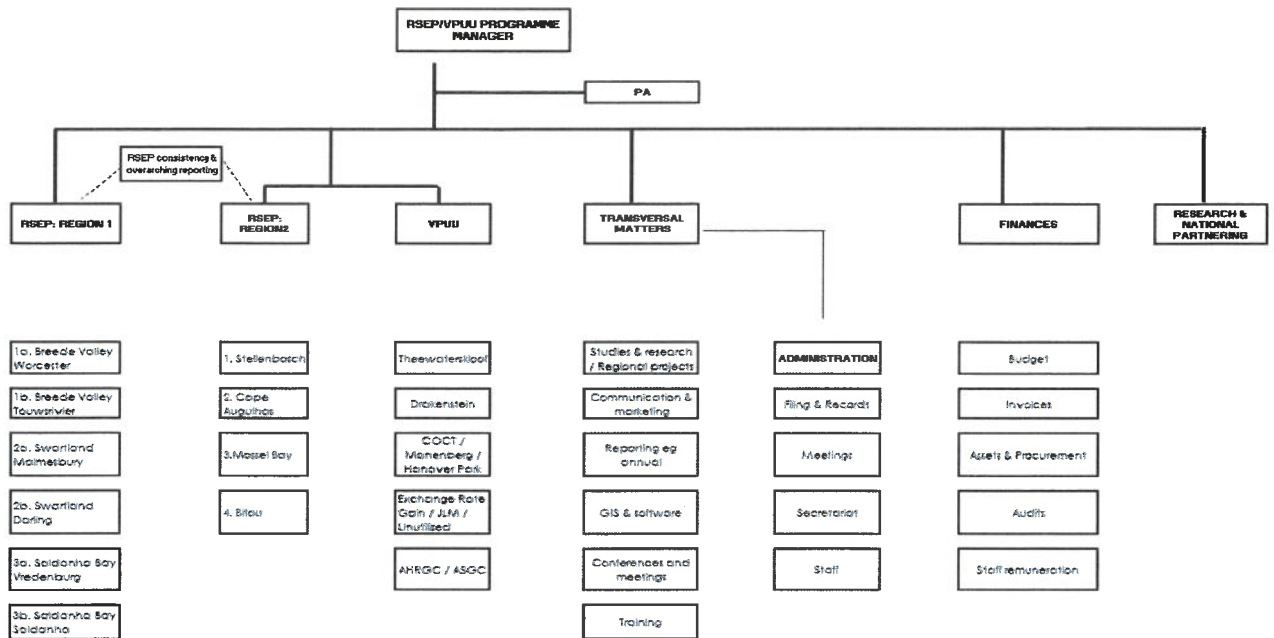 RSEP/VPUU PROGRAMME
MANAGER
PA
RSEP consistency &
overarching reporting
RSEP: REGION 1
RSEP:
REGION2
VPUU
TRANSVERSAL
MATTERS
FINANCES
RESEARCH &
NATIONAL
PARTNERING
1a. Breede Valley
Worcester
1b. Breede Valley
Touwsrivier
2a. Swartland
Malmesbury
2b. Swartland
Darling
3a. Saldanha Bay
Vredenburg
3b. Saldanha Bay
Saldanha
1. Stellenbosch
2. Cape
Augulhas
3.Mossel Bay
4. Bitou
Theewaterskloof
Drakenstein
COCT /
Manenberg /
Hanover Park
Exchange Rate
Gain / JLM /
Unutilized
AHRGC / ASGC
Studies & research
/ Regional projects
Communication &
marketing
Reporting eg
annual
GIS & software
Conferences and
meetings
Training
ADMINISTRATION
Filing & Records
Meetings
Secretariat
Staff
Budget
Invoices
Assets & Procurement
Audits
Staff remuneration